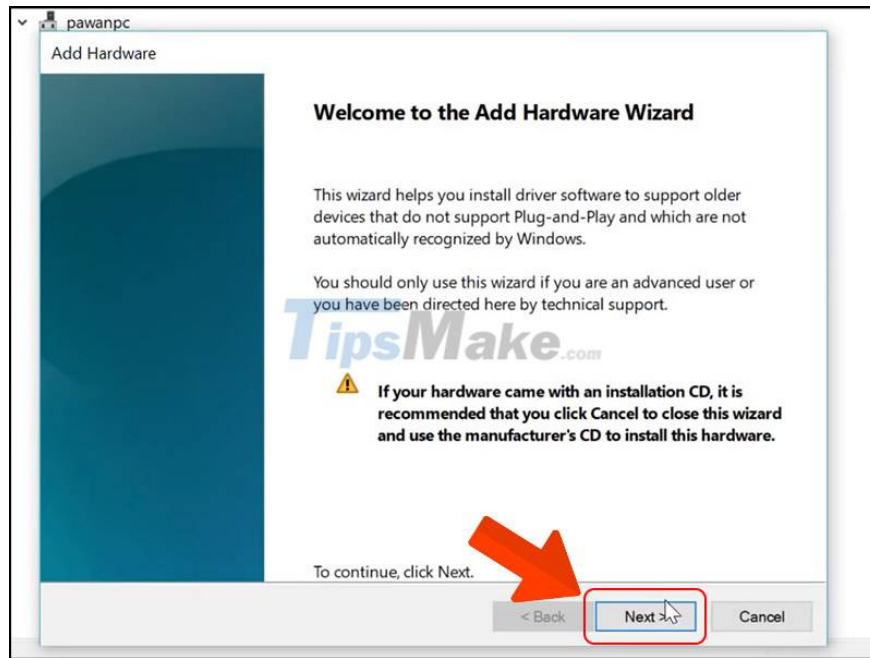 pawanpc
Add Hardware
Welcome to the Add Hardware Wizard
This wizard helps you install driver software to support older
devices that do not support Plug-and-Play and which are not
automatically recognized by Windows.
You should only use this wizard if you are an advanced user or
you have been directed here by technical support.
TipsMake.com
If your hardware came with an installation CD, it is
recommended that you click Cancel to close this wizard
and use the manufacturer's CD to install this hardware.
To continue, click Next.
< Back Next > Cancel